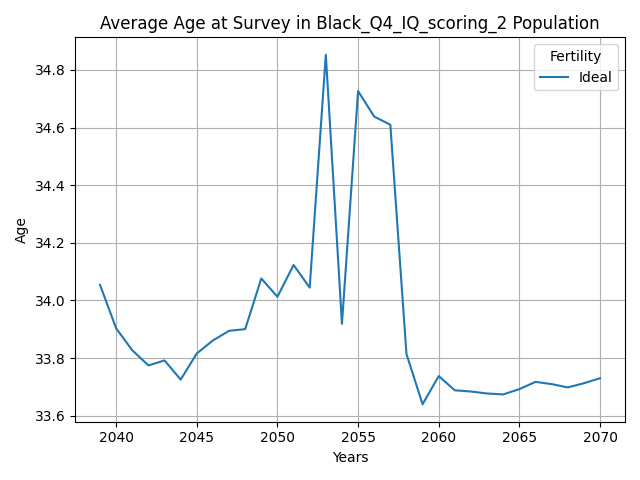 Average Age at Survey in Black_Q4_IQ_scoring_2 Population
Fertility
Ideal
Age
34.8
34.6
34.4
34.2
34.0
33.8
33.6
2040 2045 2050 2055 2060 2065 2070
Years